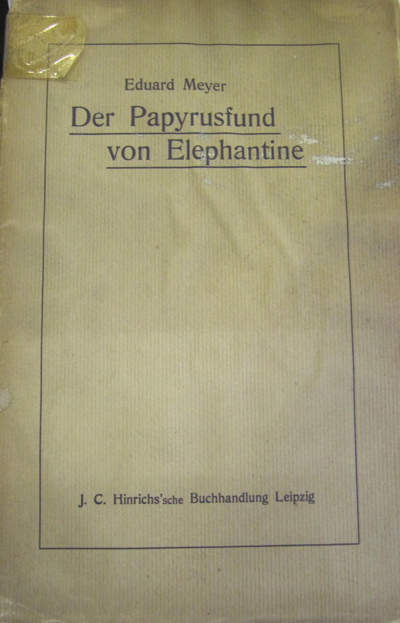 Eduard Meyer
Der Papyrusfund
von Elephantine
J. C. Hinrichs'sche Buchhandlung Leipzig